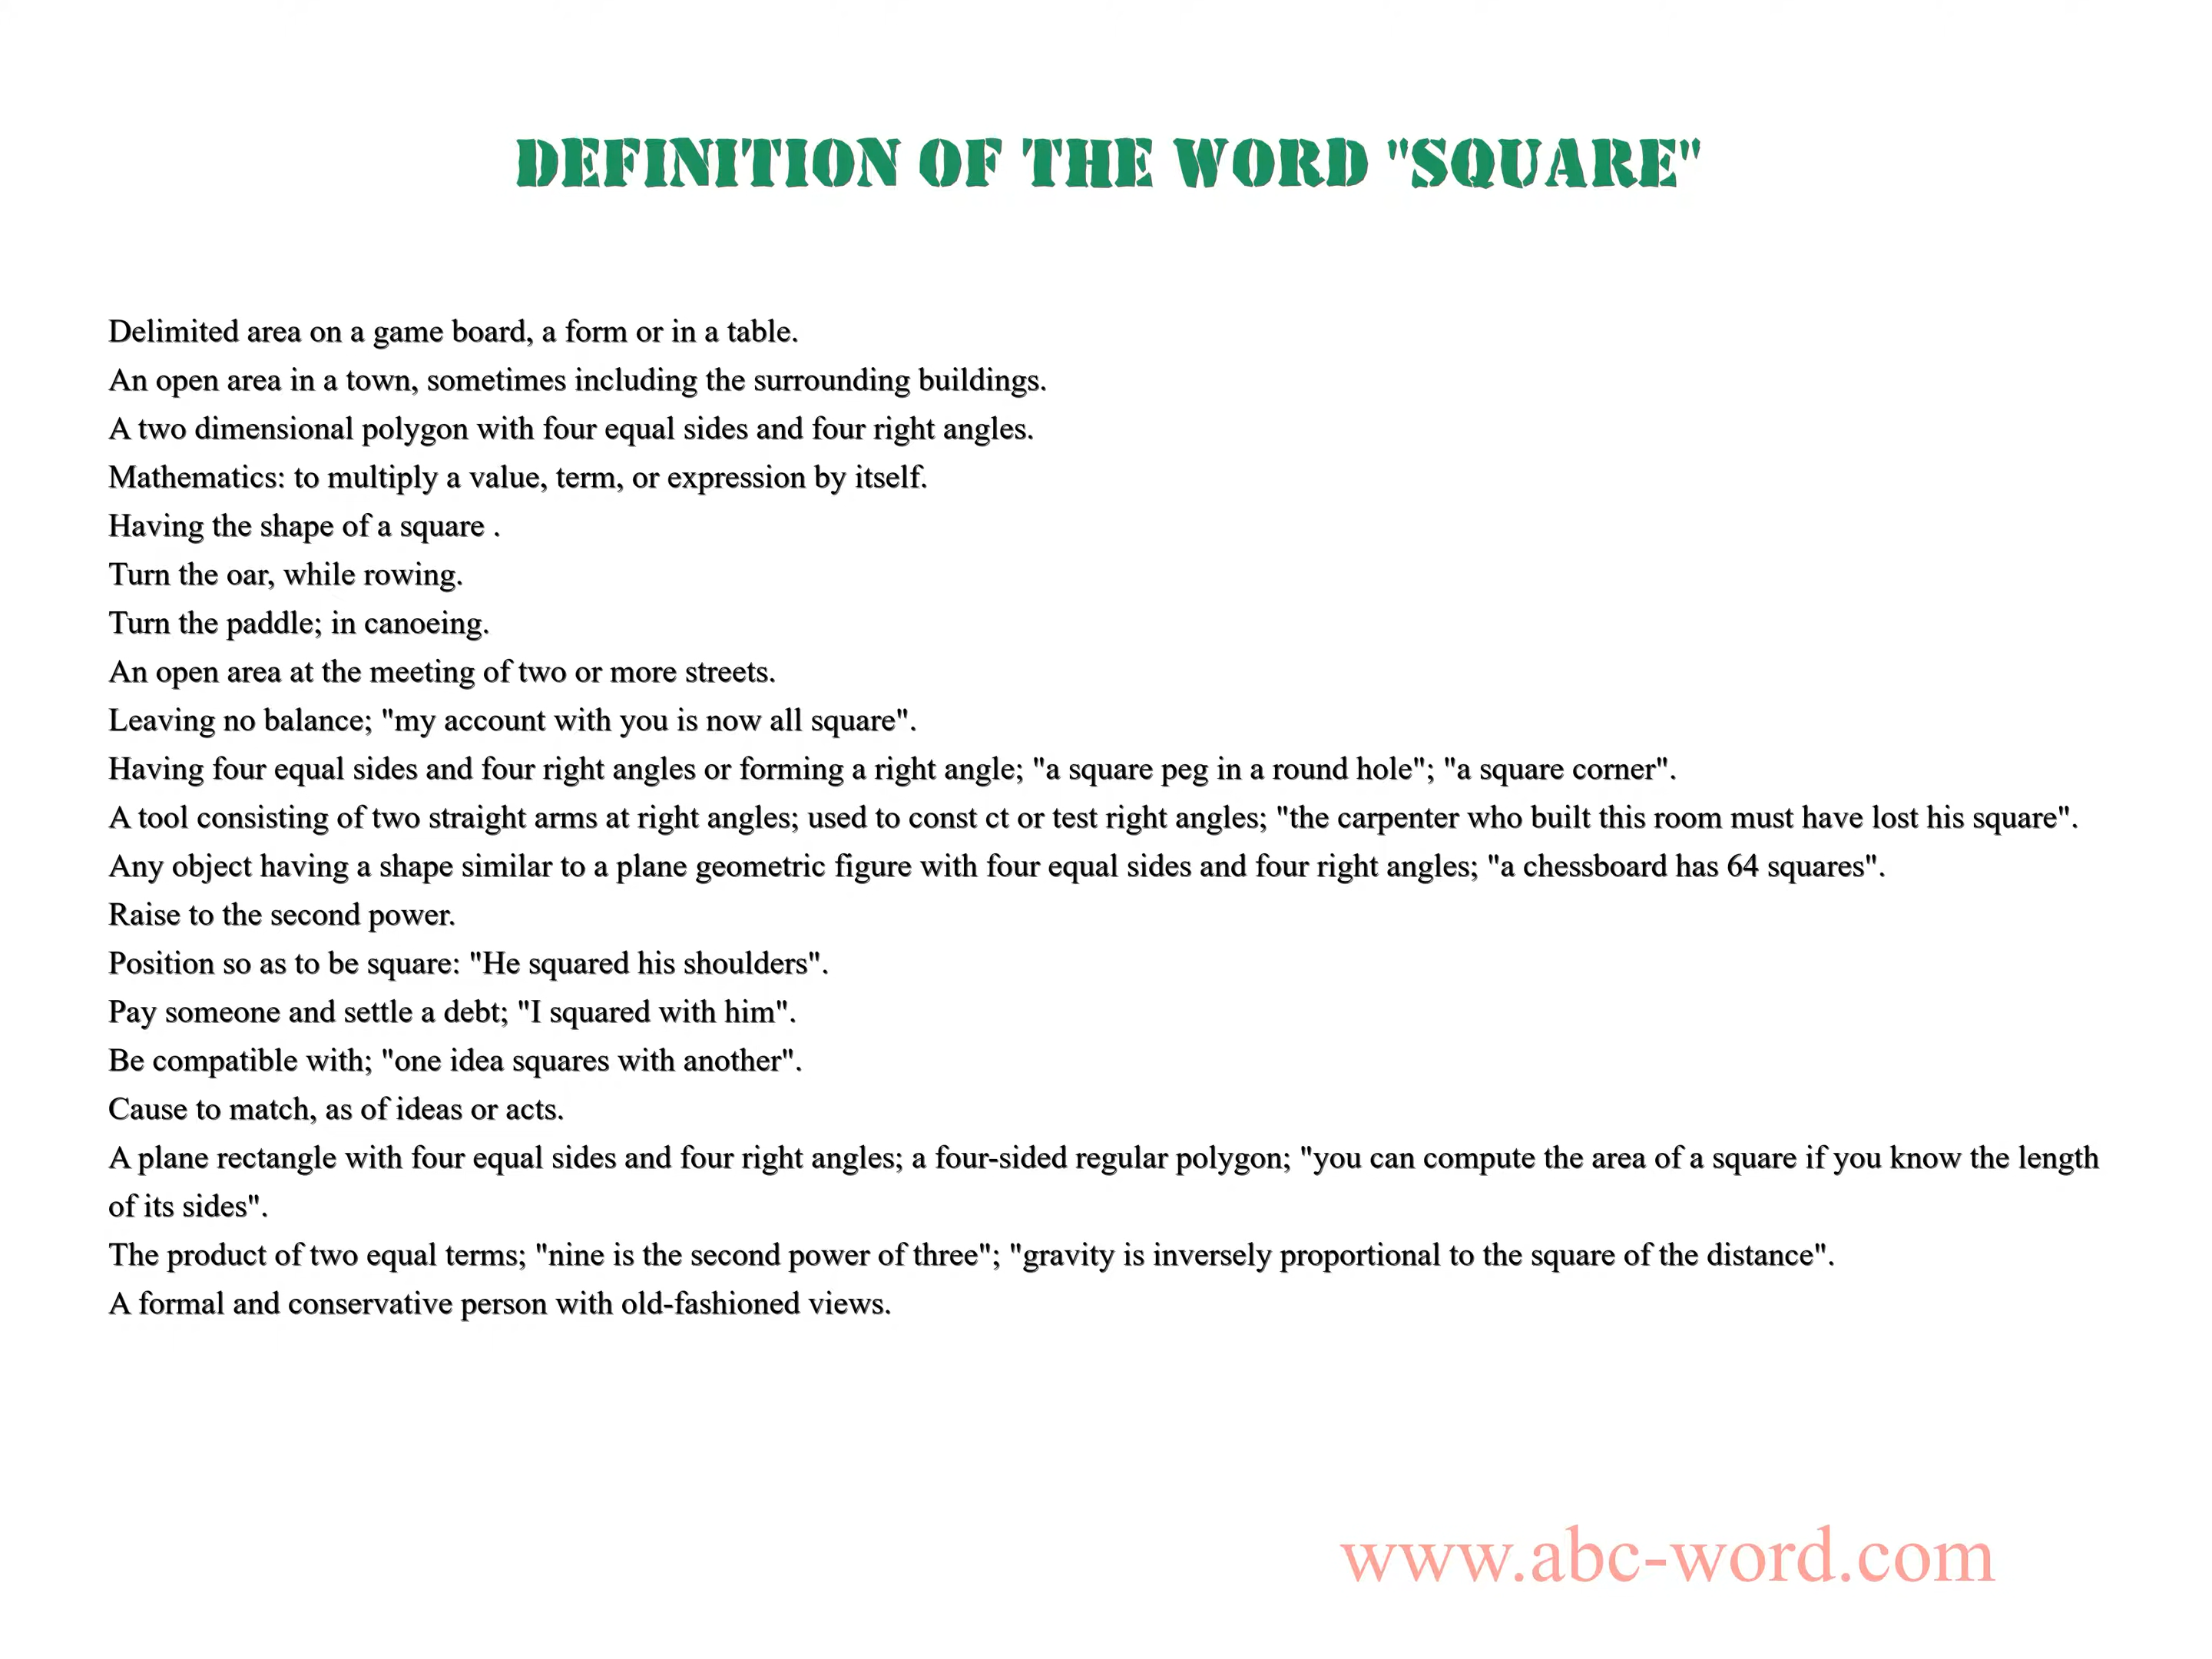 DEFINITION OF THE WORD "SQUARE"
Delimited area on a game board, a form or in a table.
An open area in a town, sometimes including the surrounding buildings.
A two dimensional polygon with four equal sides and four right angles.
Mathematics: to multiply a value, term, or expression by itself.
Having the shape of a square .
Turn the oar, while rowing.
Turn the paddle; in canoeing.
An open area at the meeting of two or more streets.
Leaving no balance; "my account with you is now all square".
Having four equal sides and four right angles or forming a right angle; "a square peg in a round hole"; "a square corner".
A tool consisting of two straight arms at right angles; used to const ct or test right angles; "the carpenter who built this room must have lost his square".
Any object having a shape similar to a plane geometric figure with four equal sides and four right angles; "a chessboard has 64 squares".
Raise to the second power.
Position so as to be square: "He squared his shoulders".
Pay someone and settle a debt; "I squared with him".
Be compatible with; "one idea squares with another".
Cause to match, as of ideas or acts.
A plane rectangle with four equal sides and four right angles; a four-sided regular polygon; "you can compute the area of a square if you know the length
of its sides".
The product of two equal terms; "nine is the second power of three"; "gravity is inversely proportional to the square of the distance".
A formal and conservative person with old-fashioned views.
www.abc-word.com